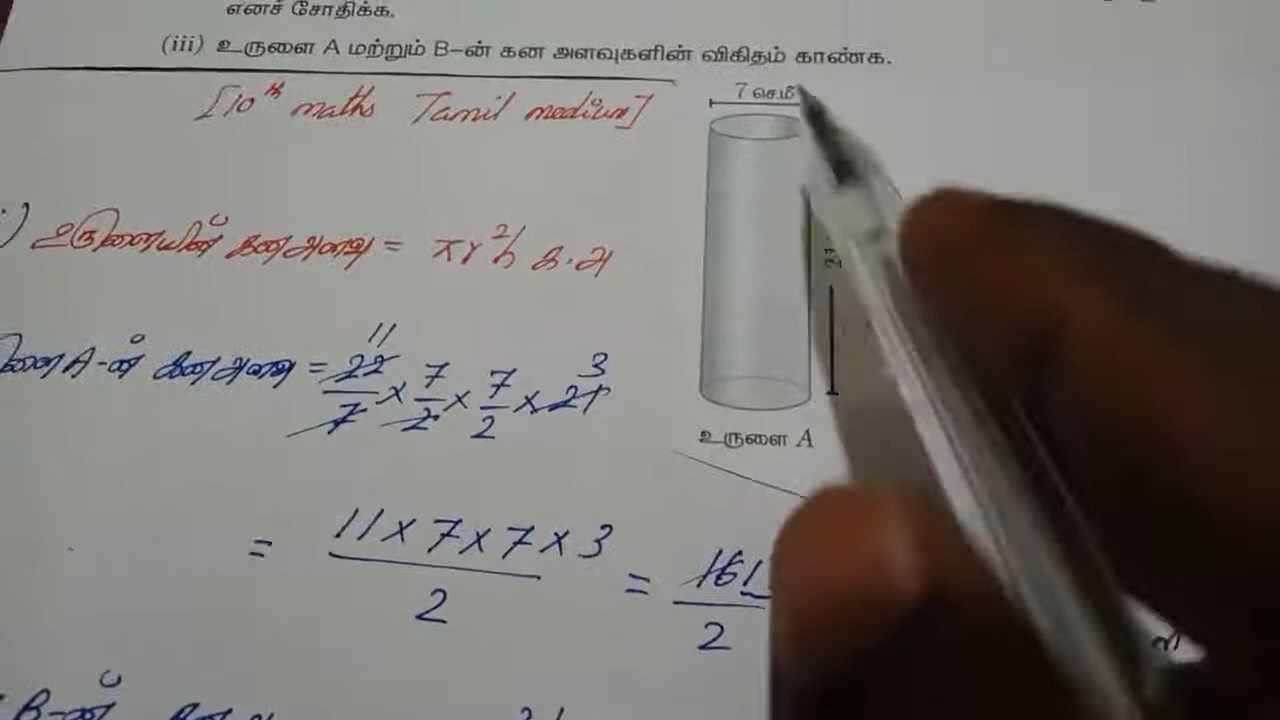 எனச் சோதிக்க.
(iii) உருளை A மற்றும் B–ன் கன அளவுகளின் விகிதம் காண்க.
[10th maths Tamil medium]
7 செமீ
உருளையின் கனஅளவு = πr²h க.அ
21
ளை A-ன் கனஅளவு = 22/7 × 7/2 × 7/2 × 21
11 3
உருளை A
= 11 × 7 × 7 × 3 / 2 = 161 / 2
B-ன்